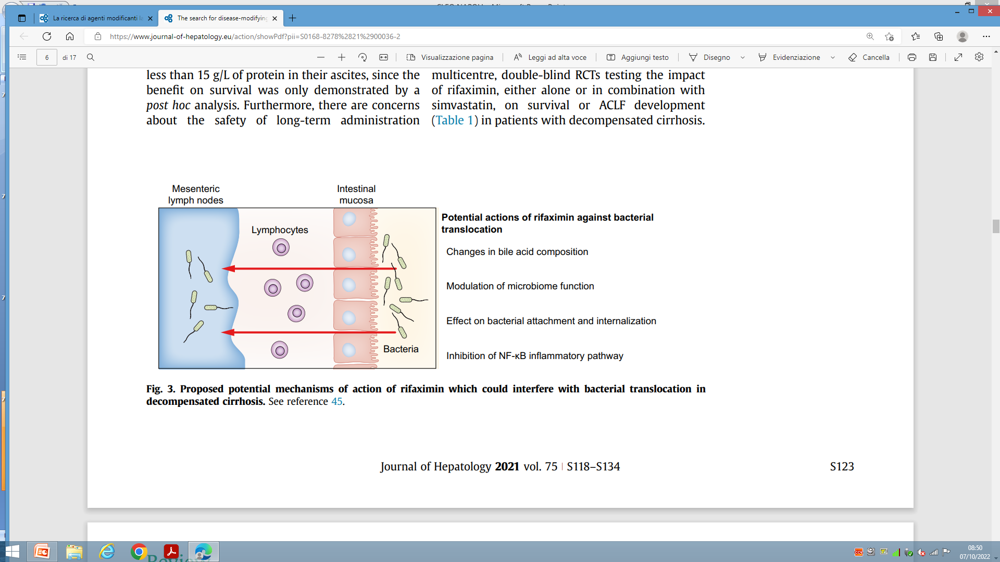 La ricerca di agenti modificanti la
The search for disease-modifying
https://www.journal-of-hepatology.eu/action/showPdf?pii=S0168-8278%2821%2900036-2
6 di 17
Visualizzazione pagina
Leggi ad alta voce
Aggiungi testo
Disegno
Evidenziazione
Cancella
less than 15 g/L of protein in their ascites, since the
benefit on survival was only demonstrated by a
post hoc analysis. Furthermore, there are concerns
about the safety of long-term administration
multicentre, double-blind RCTs testing the impact
of rifaximin, either alone or in combination with
simvastatin, on survival or ACLF development
(Table 1) in patients with decompensated cirrhosis.
Mesenteric
lymph nodes
Intestinal
mucosa
Lymphocytes
Bacteria
Potential actions of rifaximin against bacterial
translocation
Changes in bile acid composition
Modulation of microbiome function
Effect on bacterial attachment and internalization
Inhibition of NF-κB inflammatory pathway
Fig. 3. Proposed potential mechanisms of action of rifaximin which could interfere with bacterial translocation in
decompensated cirrhosis. See reference 45.
Journal of Hepatology 2021 vol. 75 | S118–S134
S123
Review
08:50
07/10/2022